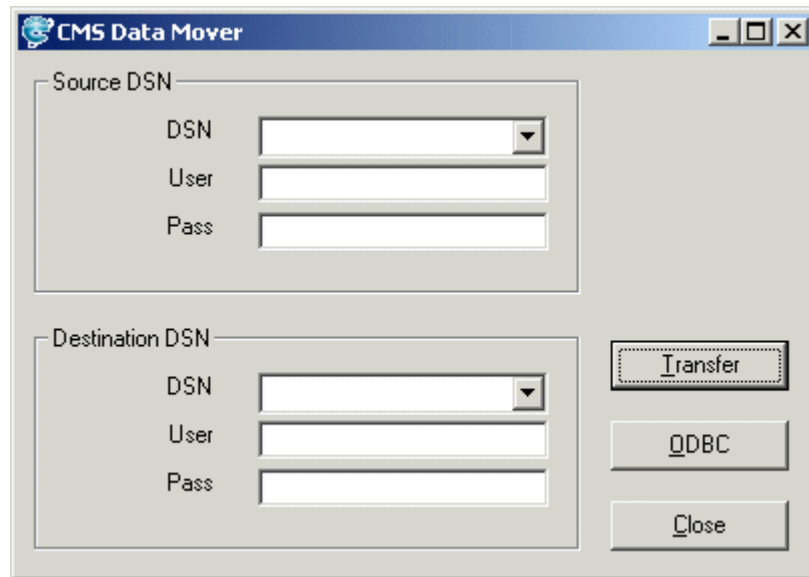 CMS Data Mover
Source DSN
DSN
User
Pass
Destination DSN
DSN
User
Pass
Transfer
ODBC
Close